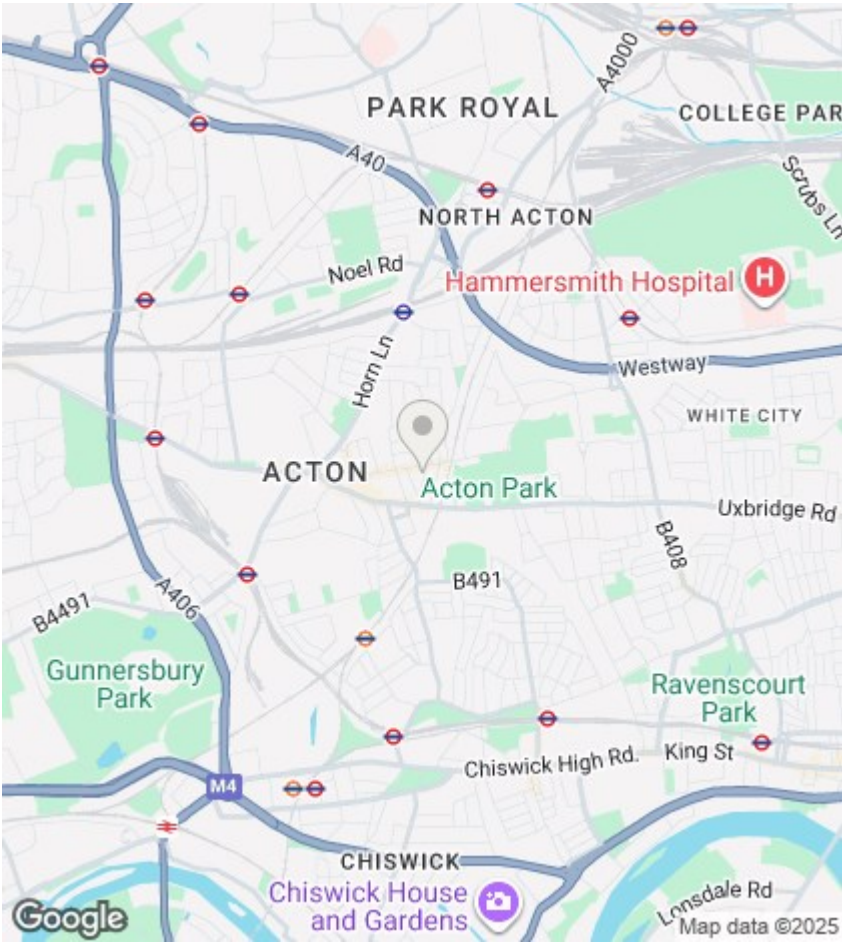 A4000
PARK ROYAL
COLLEGE PAR
A40
Scrubs Ln
NORTH ACTON
Noel Rd
Hammersmith Hospital
H
Horn Ln
Westway
WHITE CITY
ACTON
Acton Park
Uxbridge Rd
B408
B491
A406
B4491
Gunnersbury
Park
Ravenscourt
Park
Chiswick High Rd.
King St
M4
CHISWICK
Chiswick House
and Gardens
Lonsdale Rd
Google
Map data ©2025